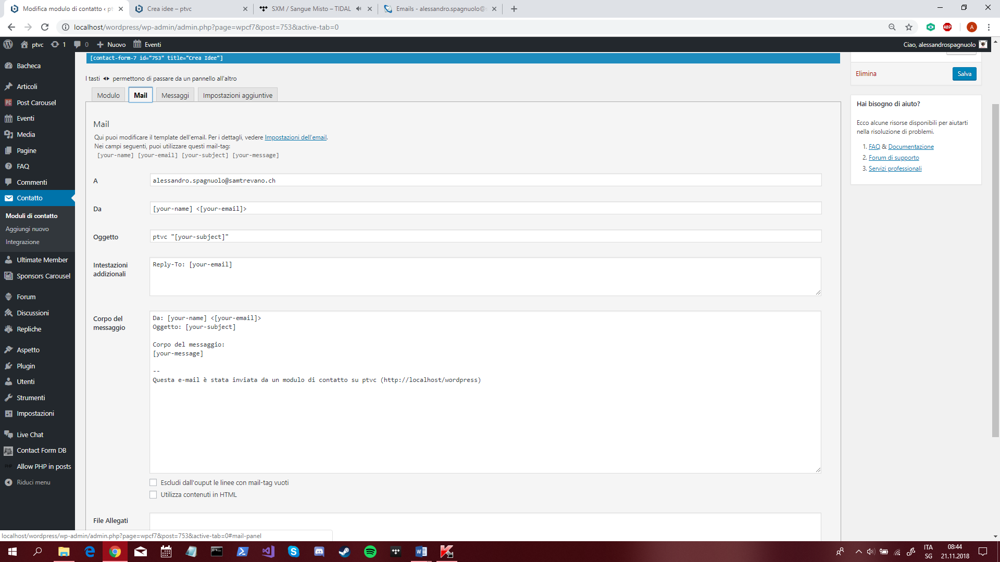 Modifica modulo di contatto ‹ pt
Crea idee – ptvc
SXM / Sangue Misto – TIDAL
Emails - alessandro.spagnuolo@
localhost/wordpress/wp-admin/admin.php?page=wpcf7&post=753&active-tab=0
ABP
A
ptvc
1
0
Nuovo
Eventi
Ciao, alessandrospagnuolo
[contact-form-7 id="753" title="Crea Idee"]
I tasti ◂▸ permettono di passare da un pannello all'altro
Modulo
Mail
Messaggi
Impostazioni aggiuntive
Mail
Qui puoi modificare il template dell'email. Per i dettagli, vedere Impostazioni dell'email.
Nei campi seguenti, puoi utilizzare questi mail-tag:
[your-name] [your-email] [your-subject] [your-message]
A
alessandro.spagnuolo@samtrevano.ch
Da
[your-name] <[your-email]>
Oggetto
ptvc "[your-subject]"
Intestazioni
addizionali
Reply-To: [your-email]
Corpo del
messaggio
Da: [your-name] <[your-email]>
Oggetto: [your-subject]
Corpo del messaggio:
[your-message]
--
Questa e-mail è stata inviata da un modulo di contatto su ptvc (http://localhost/wordpress)
Escludi dall'ouput le linee con mail-tag vuoti
Utilizza contenuti in HTML
File Allegati
Elimina
Salva
Hai bisogno di aiuto?
Ecco alcune risorse disponibili per aiutarti
nella risoluzione di problemi.
1. FAQ & Documentazione
2. Forum di supporto
3. Servizi professionali
Bacheca
Articoli
PC
Post Carousel
Eventi
Media
Pagine
FAQ
Commenti
Contatto
Moduli di contatto
Aggiungi nuovo
Integrazione
Ultimate Member
Sponsors Carousel
Forum
Discussioni
Repliche
Aspetto
Plugin
Utenti
Strumenti
Impostazioni
Live Chat
Contact Form DB
PHP
Allow PHP in posts
Riduci menu
localhost/wordpress/wp-admin/admin.php?page=wpcf7&post=753&active-tab=0#mail-panel
ITA
SG
08:44
21.11.2018